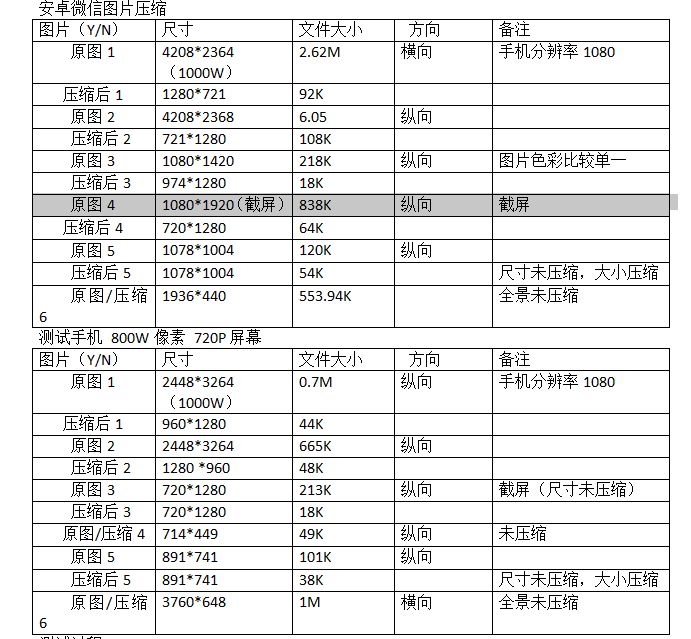 安卓微信图片压缩
图片（Y/N） 尺寸 文件大小 方向 备注
原图 1 4208*2364 2.62M 横向 手机分辨率 1080
（1000W）
压缩后 1 1280*721 92K
原图 2 4208*2368 6.05 纵向
压缩后 2 721*1280 108K
原图 3 1080*1420 218K 纵向 图片色彩比较单一
压缩后 3 974*1280 18K
原图 4 1080*1920（截屏） 838K 纵向 截屏
压缩后 4 720*1280 64K
原图 5 1078*1004 120K 纵向
压缩后 5 1078*1004 54K 尺寸未压缩，大小压缩
原图/压缩 1936*440 553.94K 全景未压缩
6
测试手机 800W 像素 720P 屏幕
图片（Y/N） 尺寸 文件大小 方向 备注
原图 1 2448*3264 0.7M 纵向 手机分辨率 1080
（1000W）
压缩后 1 960*1280 44K
原图 2 2448*3264 665K 纵向
压缩后 2 1280 *960 48K
原图 3 720*1280 213K 纵向 截屏（尺寸未压缩）
压缩后 3 720*1280 18K
原图/压缩 4 714*449 49K 纵向 未压缩
原图 5 891*741 101K 纵向
压缩后 5 891*741 38K 尺寸未压缩，大小压缩
原图/压缩 3760*648 1M 横向 全景未压缩
6